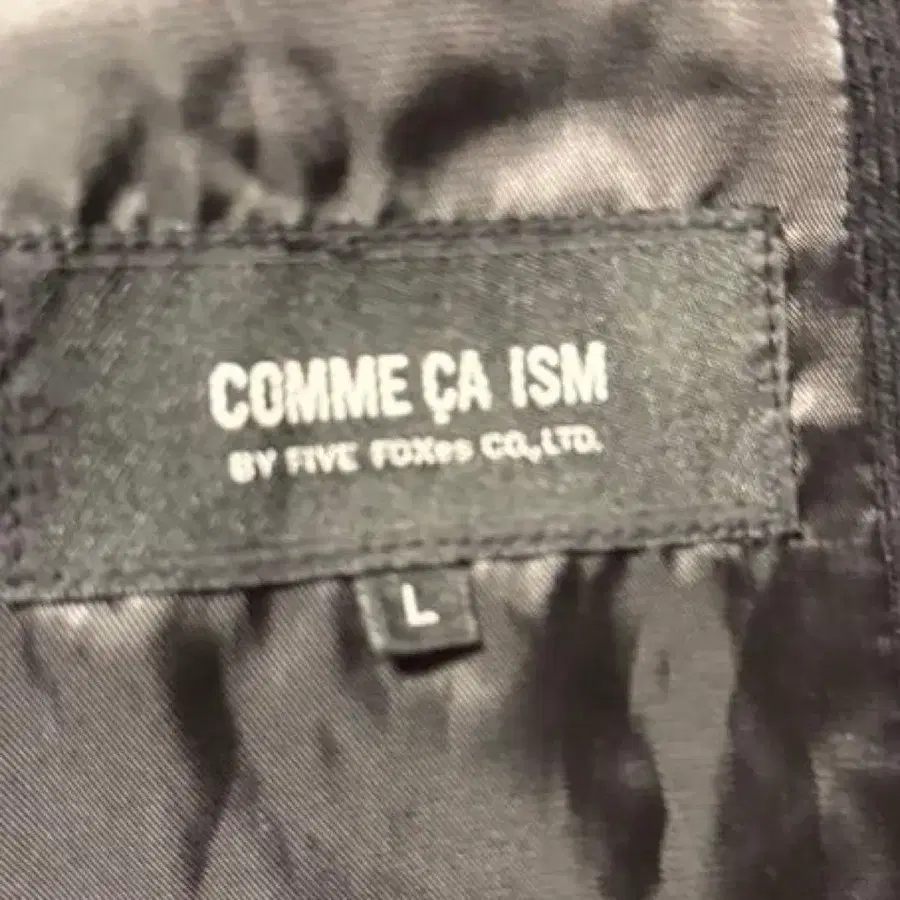 COMME ÇA ISM
BY FIVE FOXes CO.,LTD.
L